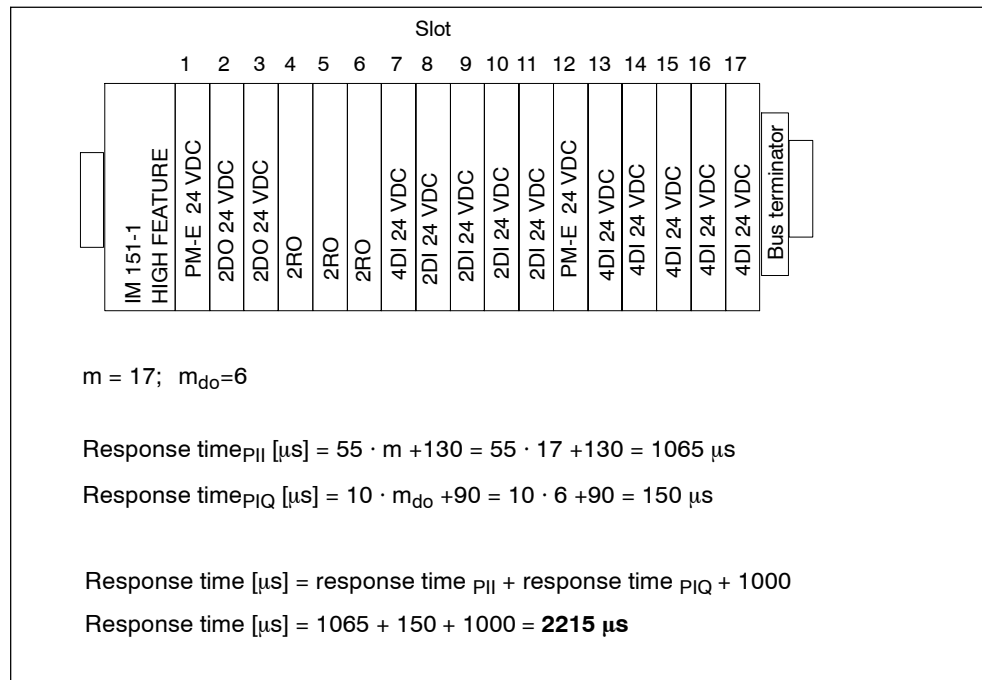 Slot
1 2 3 4 5 6 7 8 9 10 11 12 13 14 15 16 17
IM 151-1
HIGH FEATURE
PM-E 24 VDC
2DO 24 VDC
2DO 24 VDC
2RO
2RO
2RO
4DI 24 VDC
2DI 24 VDC
2DI 24 VDC
2DI 24 VDC
2DI 24 VDC
PM-E 24 VDC
4DI 24 VDC
4DI 24 VDC
4DI 24 VDC
4DI 24 VDC
4DI 24 VDC
Bus terminator
m = 17; mdo=6
Response timePII [μs] = 55 · m +130 = 55 · 17 +130 = 1065 μs
Response timePIQ [μs] = 10 · mdo +90 = 10 · 6 +90 = 150 μs
Response time [μs] = response time PII + response time PIQ + 1000
Response time [μs] = 1065 + 150 + 1000 = 2215 μs